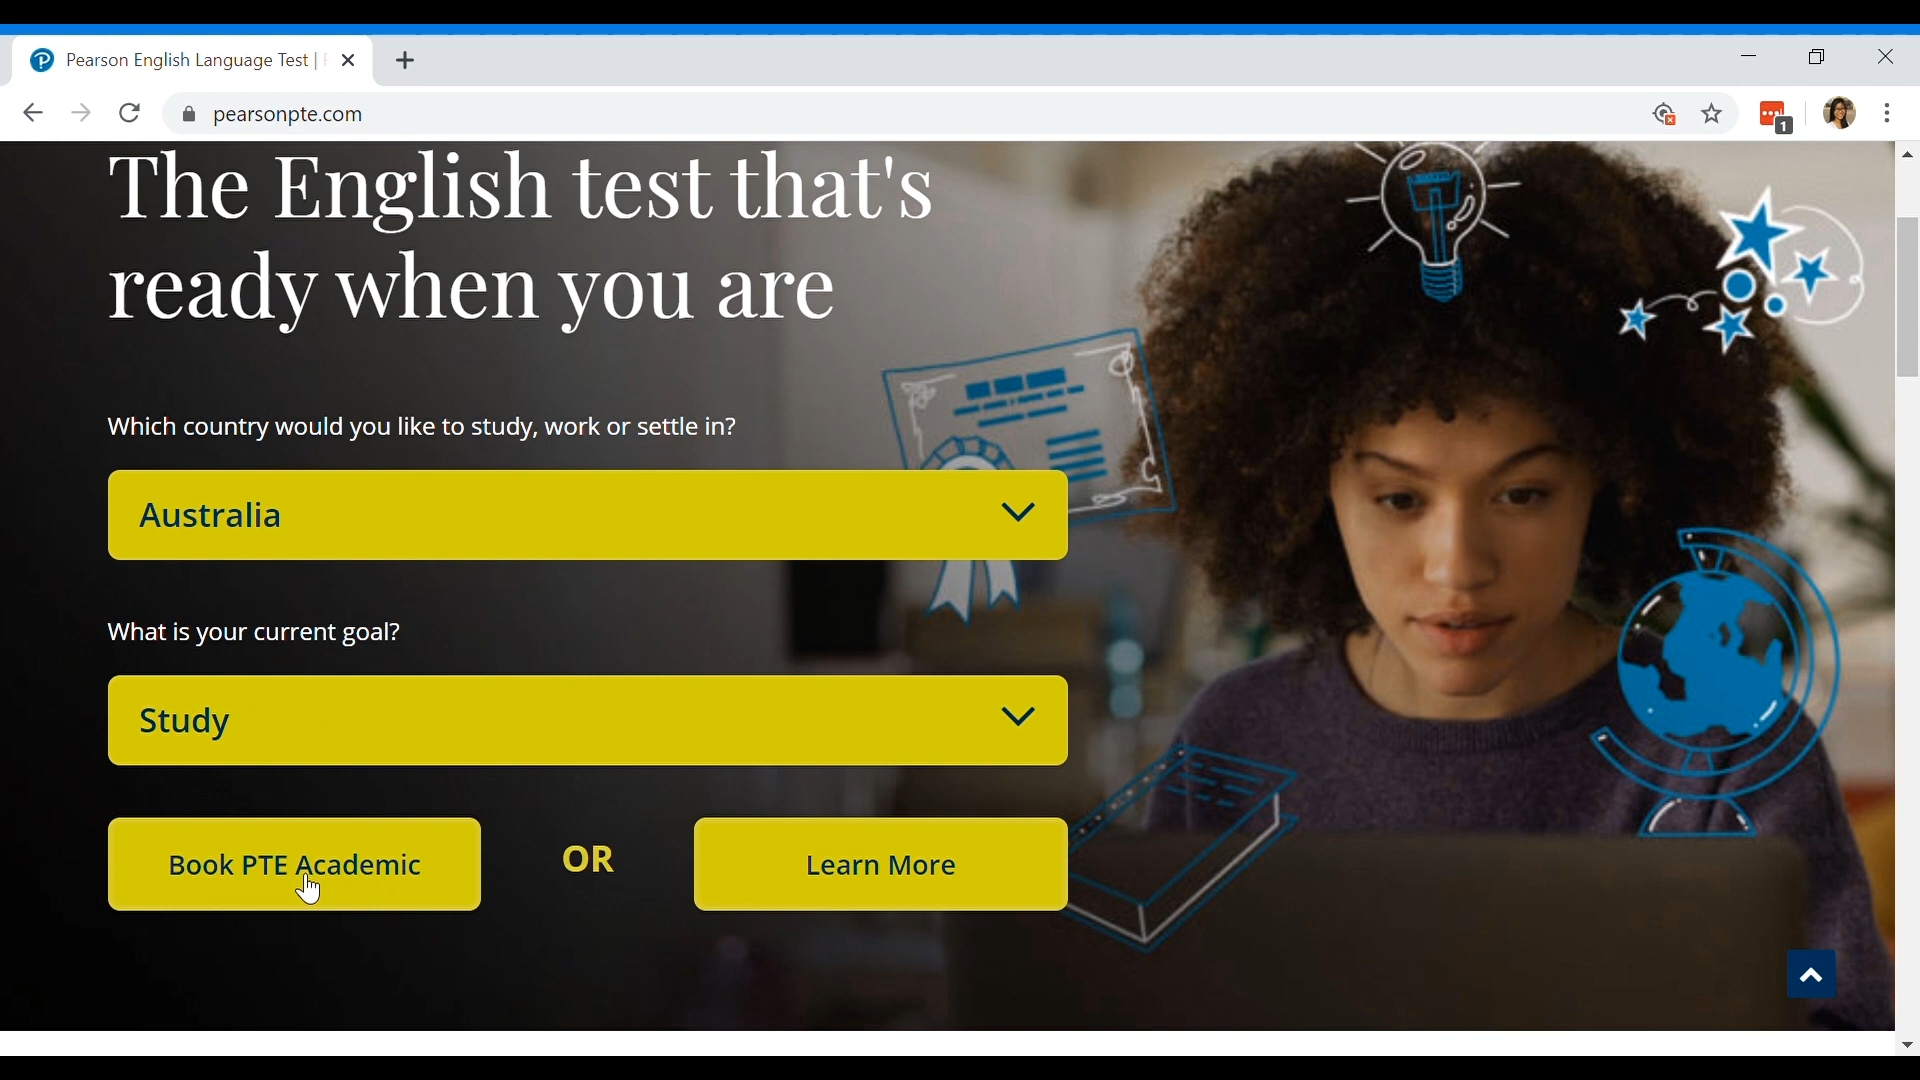 Pearson English Language Test |
pearsonpte.com
1
The English test that's
ready when you are
Which country would you like to study, work or settle in?
Australia
What is your current goal?
Study
Book PTE Academic
OR
Learn More